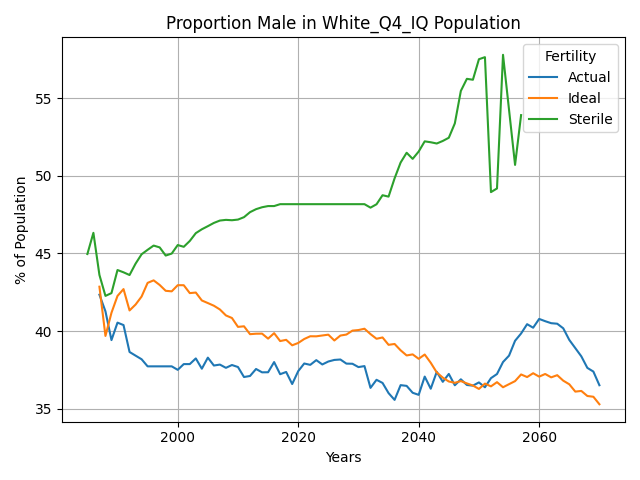 Proportion Male in White_Q4_IQ Population
Fertility
Actual
Ideal
Sterile
% of Population
55
50
45
40
35
2000
2020
2040
2060
Years